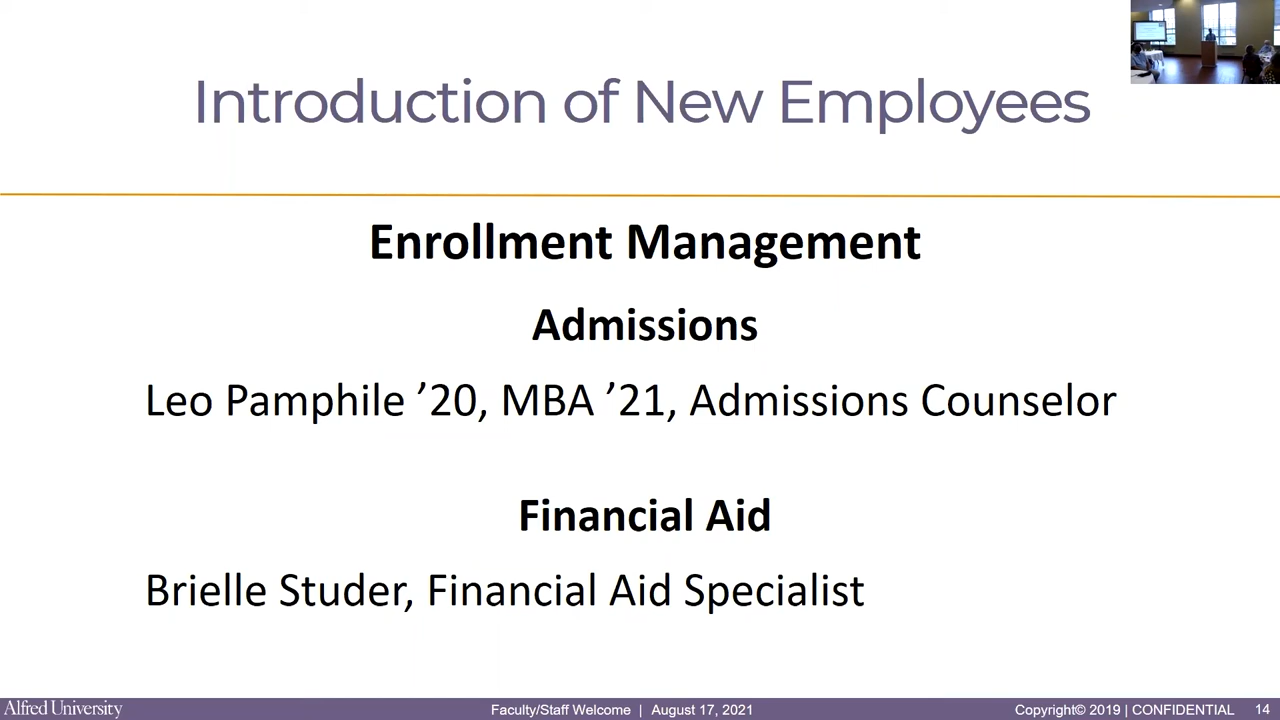 Introduction of New Employees
Enrollment Management
Admissions
Leo Pamphile ’20, MBA ’21, Admissions Counselor
Financial Aid
Brielle Studer, Financial Aid Specialist
Alfred University
Faculty/Staff Welcome | August 17, 2021
Copyright© 2019 | CONFIDENTIAL 14